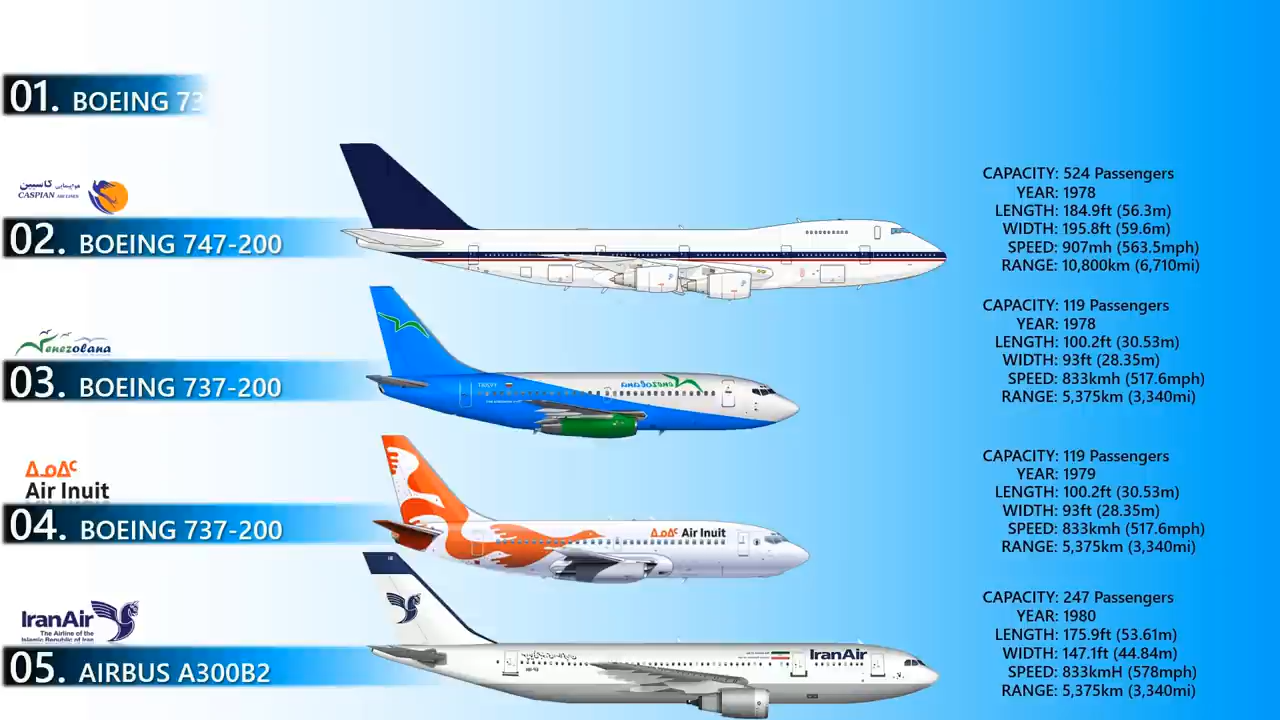 01. BOEING 73
هواپیمایی کاسپین
CASPIAN AIR LINES
02. BOEING 747-200
CAPACITY: 524 Passengers
YEAR: 1978
LENGTH: 184.9ft (56.3m)
WIDTH: 195.8ft (59.6m)
SPEED: 907mh (563.5mph)
RANGE: 10,800km (6,710mi)
Venezolana
03. BOEING 737-200
Venezolana
CAPACITY: 119 Passengers
YEAR: 1978
LENGTH: 100.2ft (30.53m)
WIDTH: 93ft (28.35m)
SPEED: 833kmh (517.6mph)
RANGE: 5,375km (3,340mi)
ᐃᓄᐃᑦ
Air Inuit
04. BOEING 737-200
ᐃᓄᐃᑦ Air Inuit
CAPACITY: 119 Passengers
YEAR: 1979
LENGTH: 100.2ft (30.53m)
WIDTH: 93ft (28.35m)
SPEED: 833kmh (517.6mph)
RANGE: 5,375km (3,340mi)
IranAir
The Airline of the
Islamic Republic of Iran
05. AIRBUS A300B2
IranAir
CAPACITY: 247 Passengers
YEAR: 1980
LENGTH: 175.9ft (53.61m)
WIDTH: 147.1ft (44.84m)
SPEED: 833kmH (578mph)
RANGE: 5,375km (3,340mi)